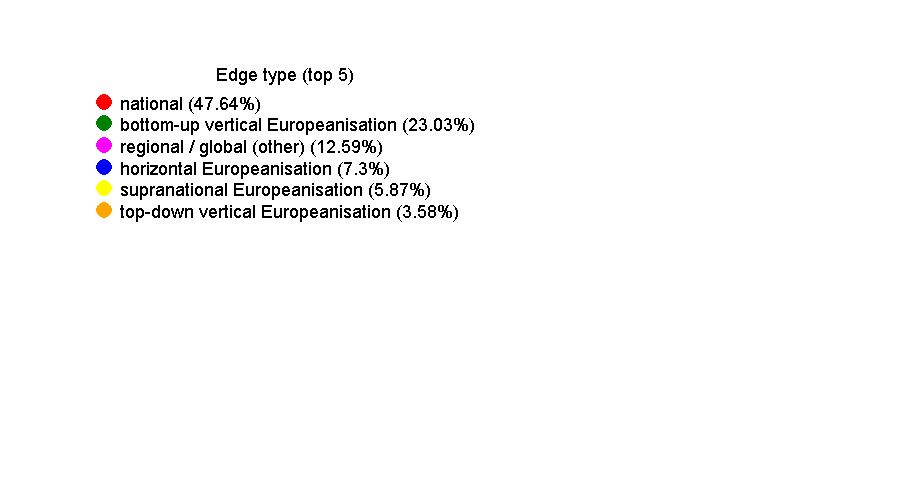 Edge type (top 5)
national (47.64%)
bottom-up vertical Europeanisation (23.03%)
regional / global (other) (12.59%)
horizontal Europeanisation (7.3%)
supranational Europeanisation (5.87%)
top-down vertical Europeanisation (3.58%)